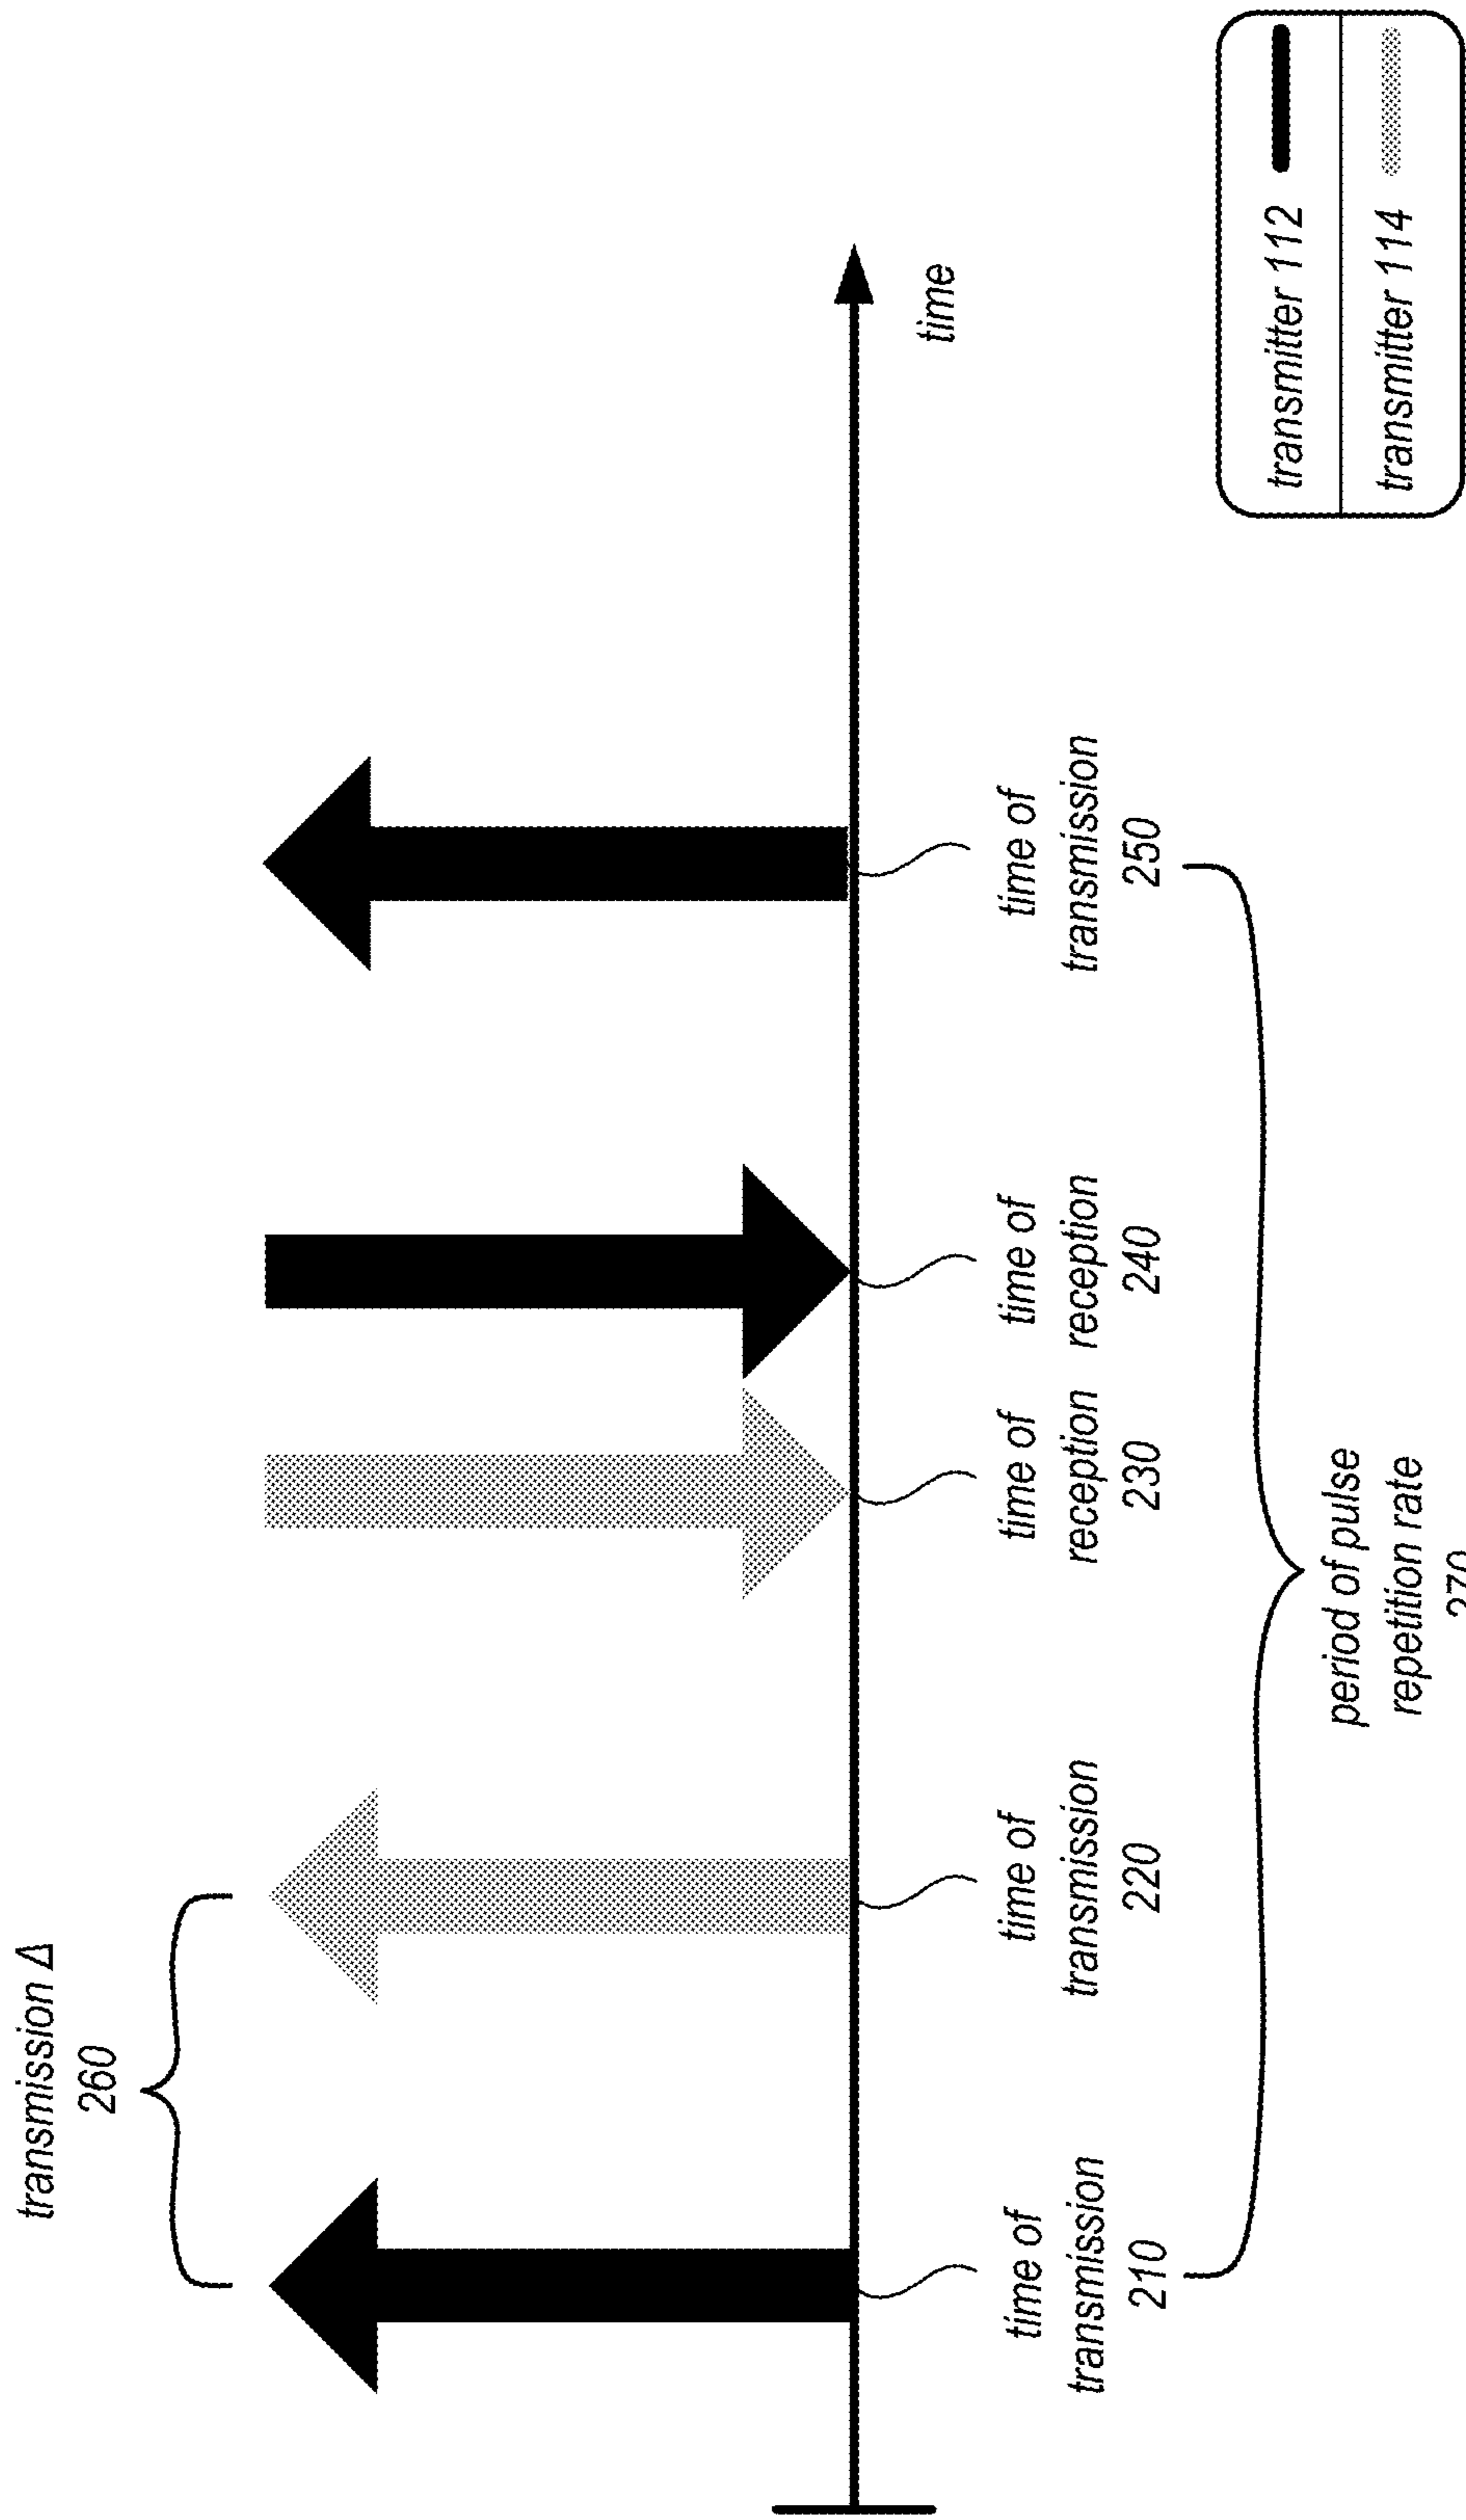 transmission Δ
260
time of
transmission
210
time of
transmission
220
time of
reception
230
time of
reception
240
time of
transmission
250
time
period of pulse
repetition rate
270
transmitter 112
transmitter 114